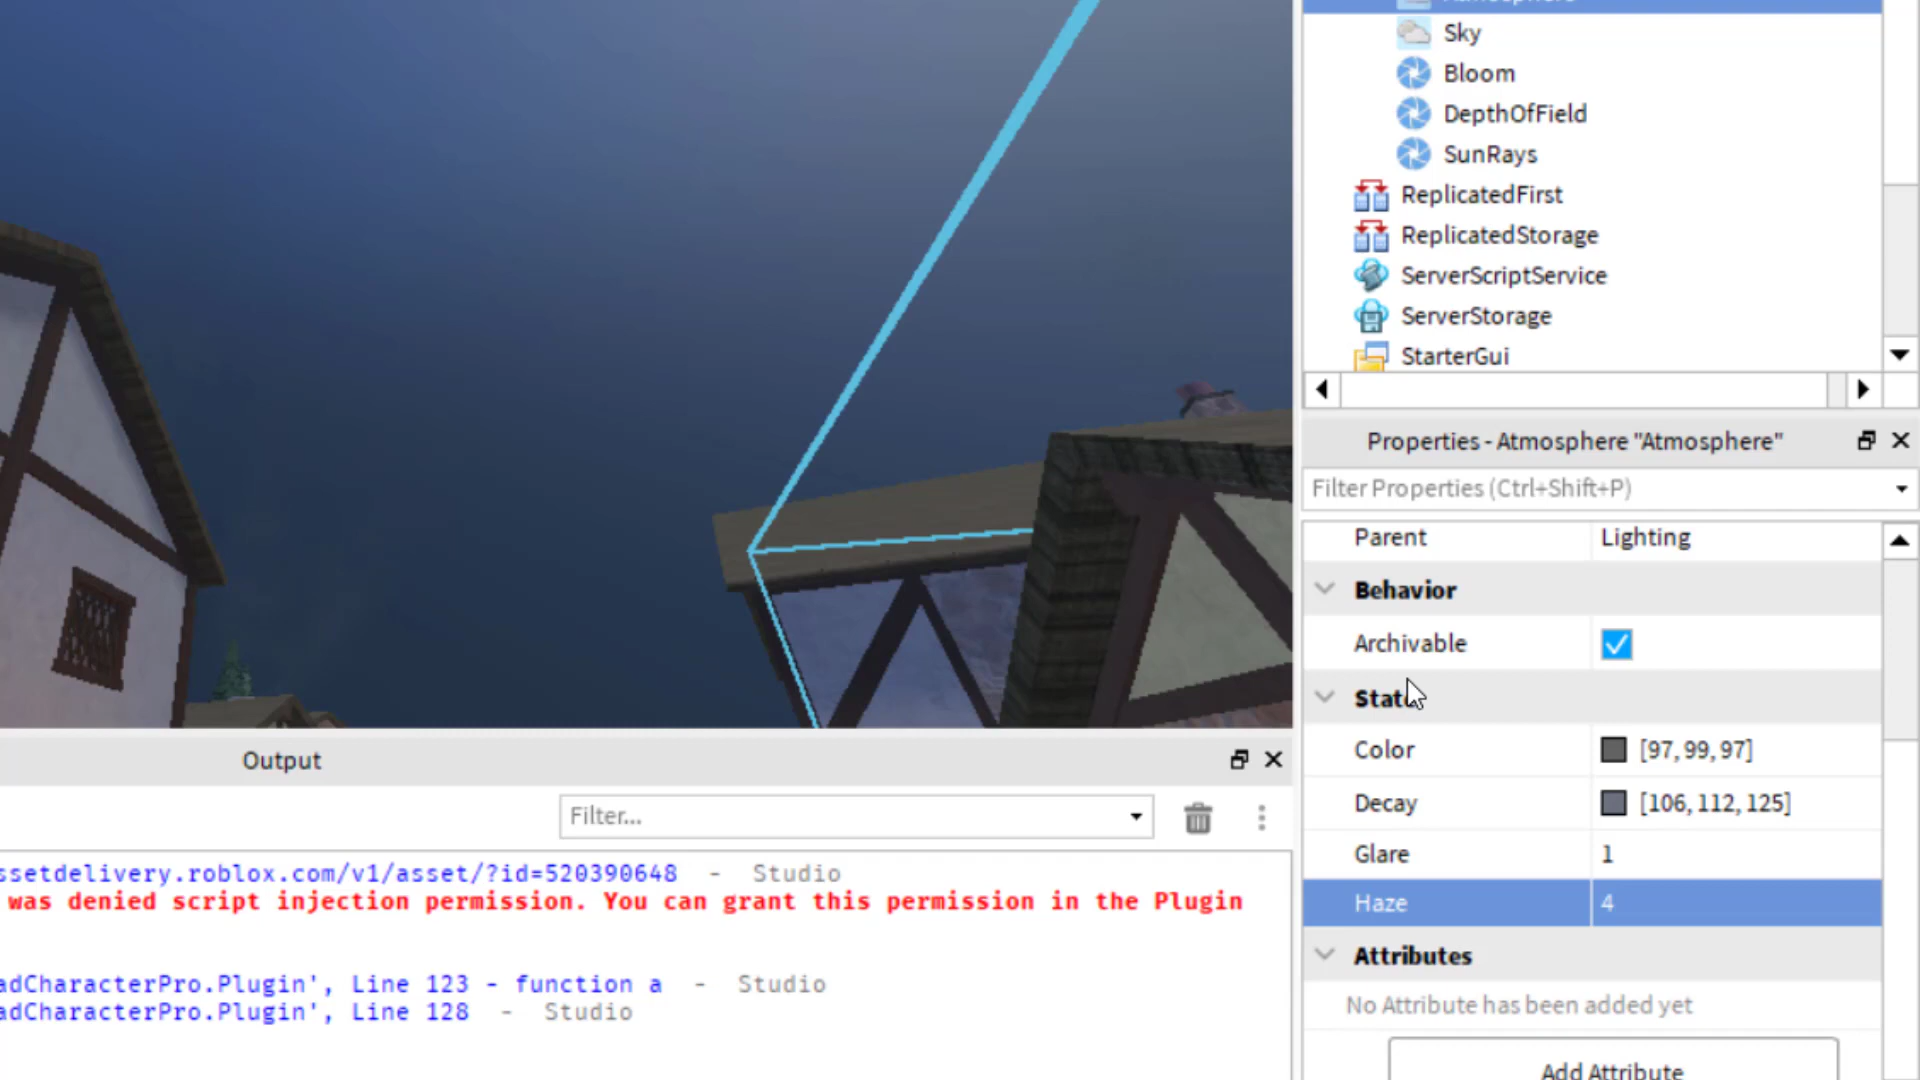 Atmosphere
Sky
Bloom
DepthOfField
SunRays
ReplicatedFirst
ReplicatedStorage
ServerScriptService
ServerStorage
StarterGui
Properties - Atmosphere "Atmosphere"
Filter Properties (Ctrl+Shift+P)
Parent Lighting
Behavior
Archivable
State
Color [97, 99, 97]
Decay [106, 112, 125]
Glare 1
Haze 4
Attributes
No Attribute has been added yet
Add Attribute
Output
Filter...
ssetdelivery.roblox.com/v1/asset/?id=520390648 - Studio
was denied script injection permission. You can grant this permission in the Plugin
adCharacterPro.Plugin', Line 123 - function a - Studio
adCharacterPro.Plugin', Line 128 - Studio